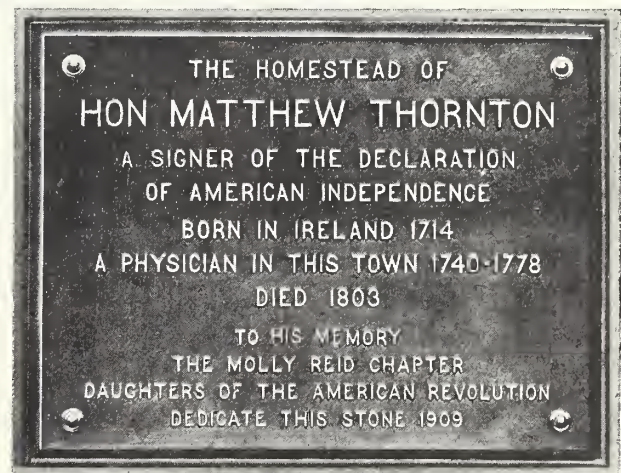 THE HOMESTEAD OF
HON MATTHEW THORNTON
A SIGNER OF THE DECLARATION
OF AMERICAN INDEPENDENCE
BORN IN IRELAND 1714
A PHYSICIAN IN THIS TOWN 1740-1778
DIED 1803
TO HIS MEMORY
THE MOLLY REID CHAPTER
DAUGHTERS OF THE AMERICAN REVOLUTION
DEDICATE THIS STONE 1909